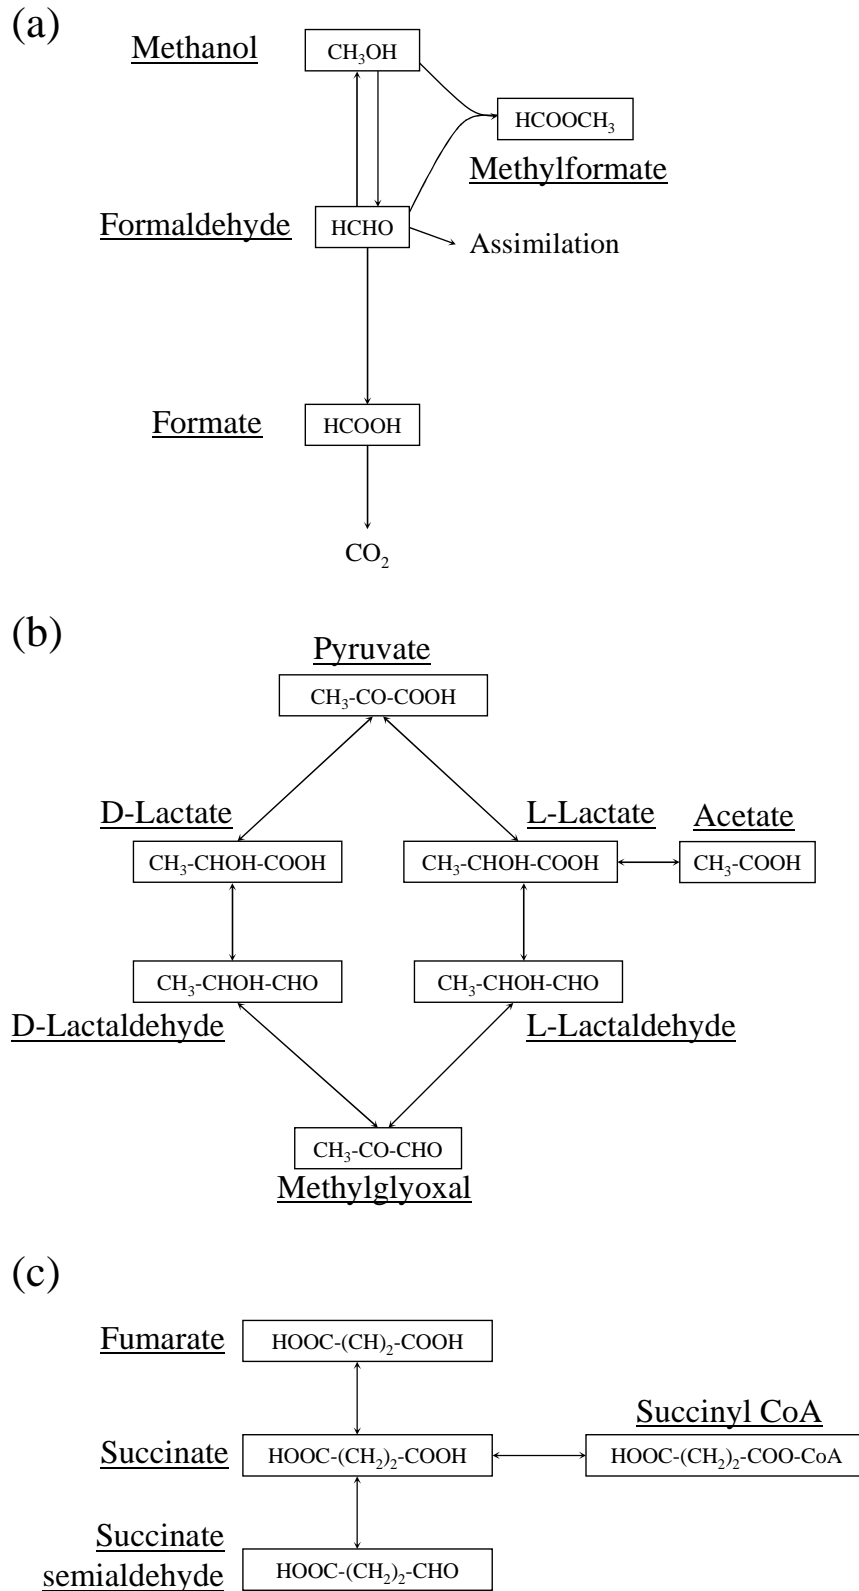 (a)
Methanol
CH₃OH
HCOOCH₃
Methylformate
Formaldehyde
HCHO
Assimilation
Formate
HCOOH
CO₂
(b)
Pyruvate
CH₃-CO-COOH
D-Lactate
L-Lactate
Acetate
CH₃-CHOH-COOH
CH₃-CHOH-COOH
CH₃-COOH
CH₃-CHOH-CHO
CH₃-CHOH-CHO
D-Lactaldehyde
L-Lactaldehyde
CH₃-CO-CHO
Methylglyoxal
(c)
Fumarate
HOOC-(CH)₂-COOH
Succinyl CoA
Succinate
HOOC-(CH₂)₂-COOH
HOOC-(CH₂)₂-COO-CoA
Succinate
semialdehyde
HOOC-(CH₂)₂-CHO